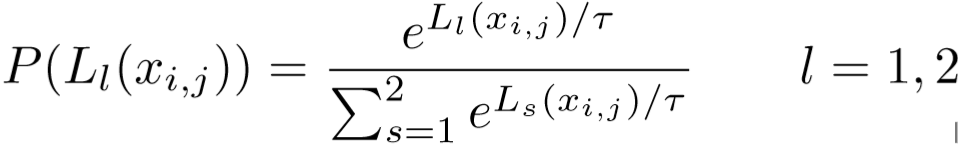 P(L_l(x_{i,j})) = \frac{e^{L_l(x_{i,j})/\tau}}{\sum_{s=1}^{2} e^{L_s(x_{i,j})/\tau}} \qquad l = 1, 2